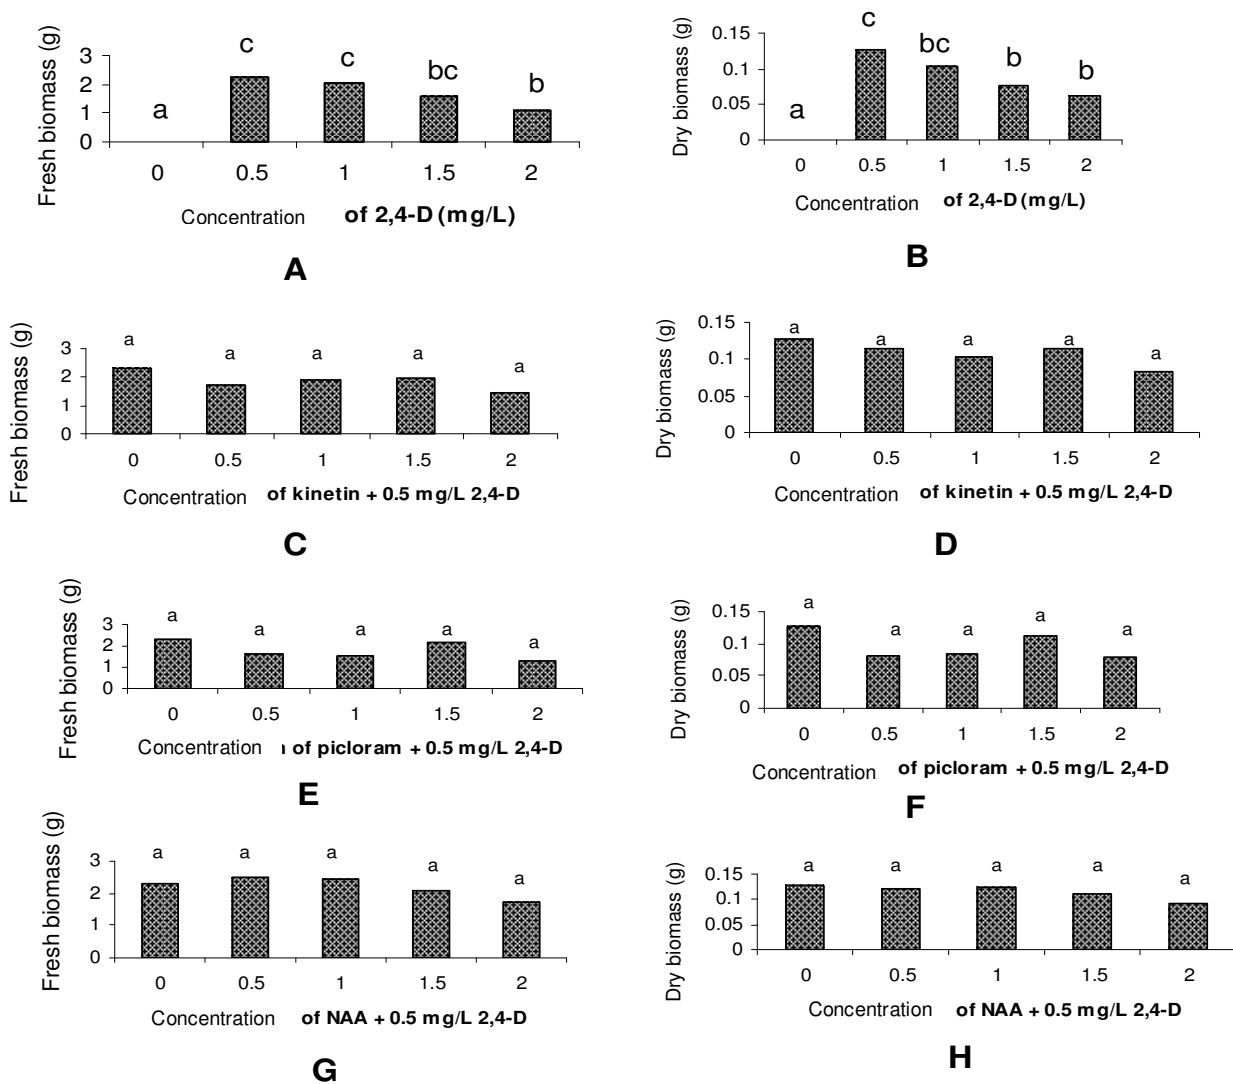 Fresh biomass (g)
3
2
1
0
a
c
c
bc
b
0 0.5 1 1.5 2
Concentration of 2,4-D (mg/L)
A
Dry biomass (g)
0.15
0.1
0.05
0
a
c
bc
b
b
0 0.5 1 1.5 2
Concentration of 2,4-D (mg/L)
B
Fresh biomass (g)
3
2
1
0
a a a a a
0 0.5 1 1.5 2
Concentration of kinetin + 0.5 mg/L 2,4-D
C
Dry biomass (g)
0.15
0.1
0.05
0
a a a a a
0 0.5 1 1.5 2
Concentration of kinetin + 0.5 mg/L 2,4-D
D
Fresh biomass (g)
3
2
1
0
a a a a a
0 0.5 1 1.5 2
Concentration of picloram + 0.5 mg/L 2,4-D
E
Dry biomass (g)
0.15
0.1
0.05
0
a a a a a
0 0.5 1 1.5 2
Concentration of picloram + 0.5 mg/L 2,4-D
F
Fresh biomass (g)
3
2
1
0
a a a a a
0 0.5 1 1.5 2
Concentration of NAA + 0.5 mg/L 2,4-D
G
Dry biomass (g)
0.15
0.1
0.05
0
a a a a a
0 0.5 1 1.5 2
Concentration of NAA + 0.5 mg/L 2,4-D
H